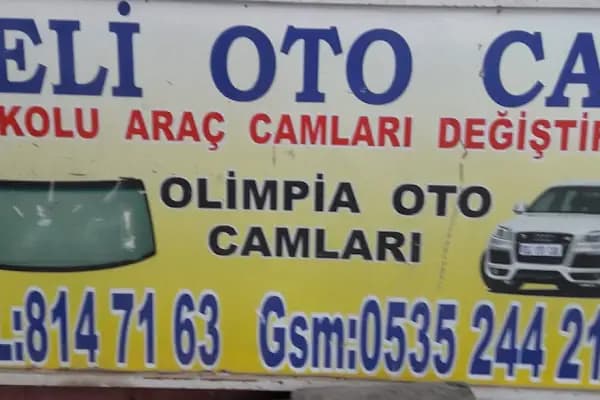 ELİ OTO CA
KOLU ARAÇ CAMLARI DEĞİŞTİR
OLİMPİA OTO
CAMLARI
L:814 71 63 Gsm:0535 244 21